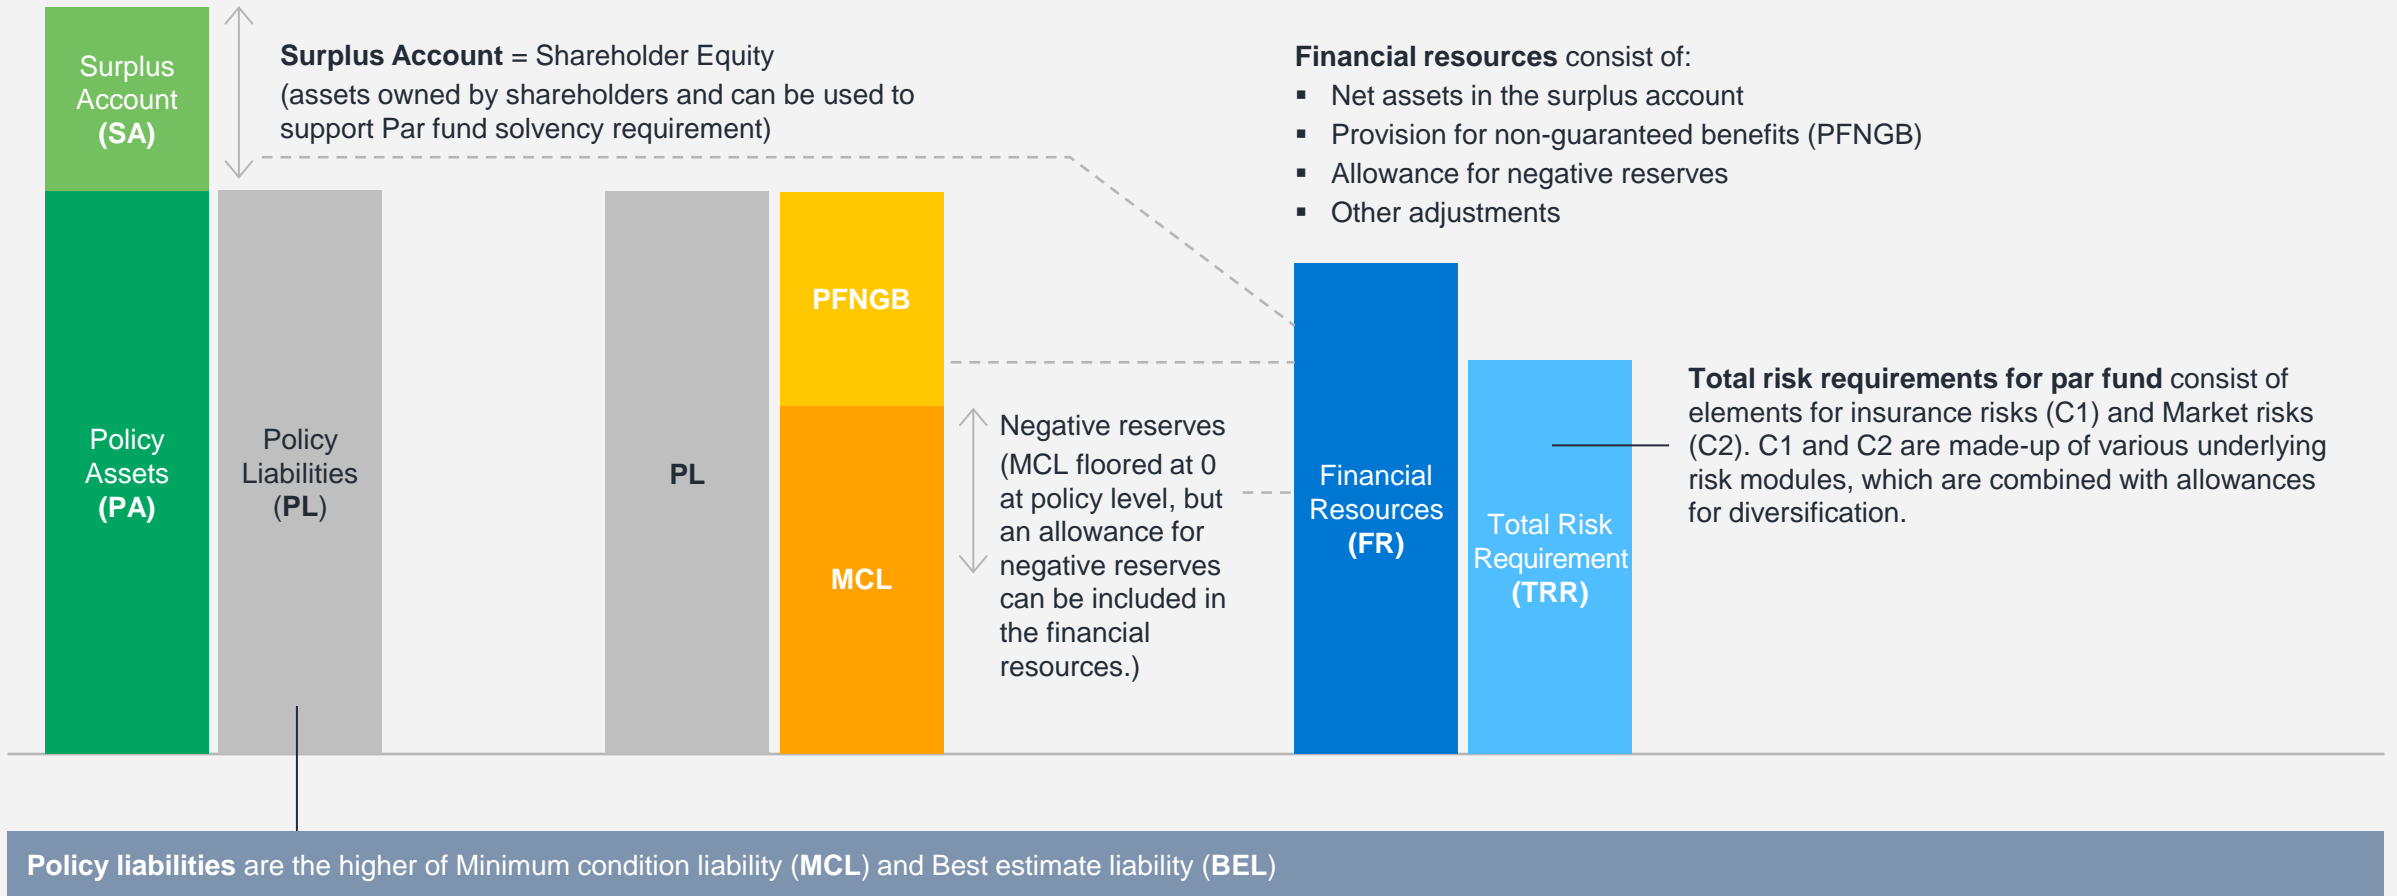 Surplus
Account
(SA)
Surplus Account = Shareholder Equity
(assets owned by shareholders and can be used to
support Par fund solvency requirement)
Financial resources consist of:
▪ Net assets in the surplus account
▪ Provision for non-guaranteed benefits (PFNGB)
▪ Allowance for negative reserves
▪ Other adjustments
Policy
Assets
(PA)
Policy
Liabilities
(PL)
PL
PFNGB
MCL
Negative reserves
(MCL floored at 0
at policy level, but
an allowance for
negative reserves
can be included in
the financial
resources.)
Financial
Resources
(FR)
Total Risk
Requirement
(TRR)
Total risk requirements for par fund consist of
elements for insurance risks (C1) and Market risks
(C2). C1 and C2 are made-up of various underlying
risk modules, which are combined with allowances
for diversification.
Policy liabilities are the higher of Minimum condition liability (MCL) and Best estimate liability (BEL)